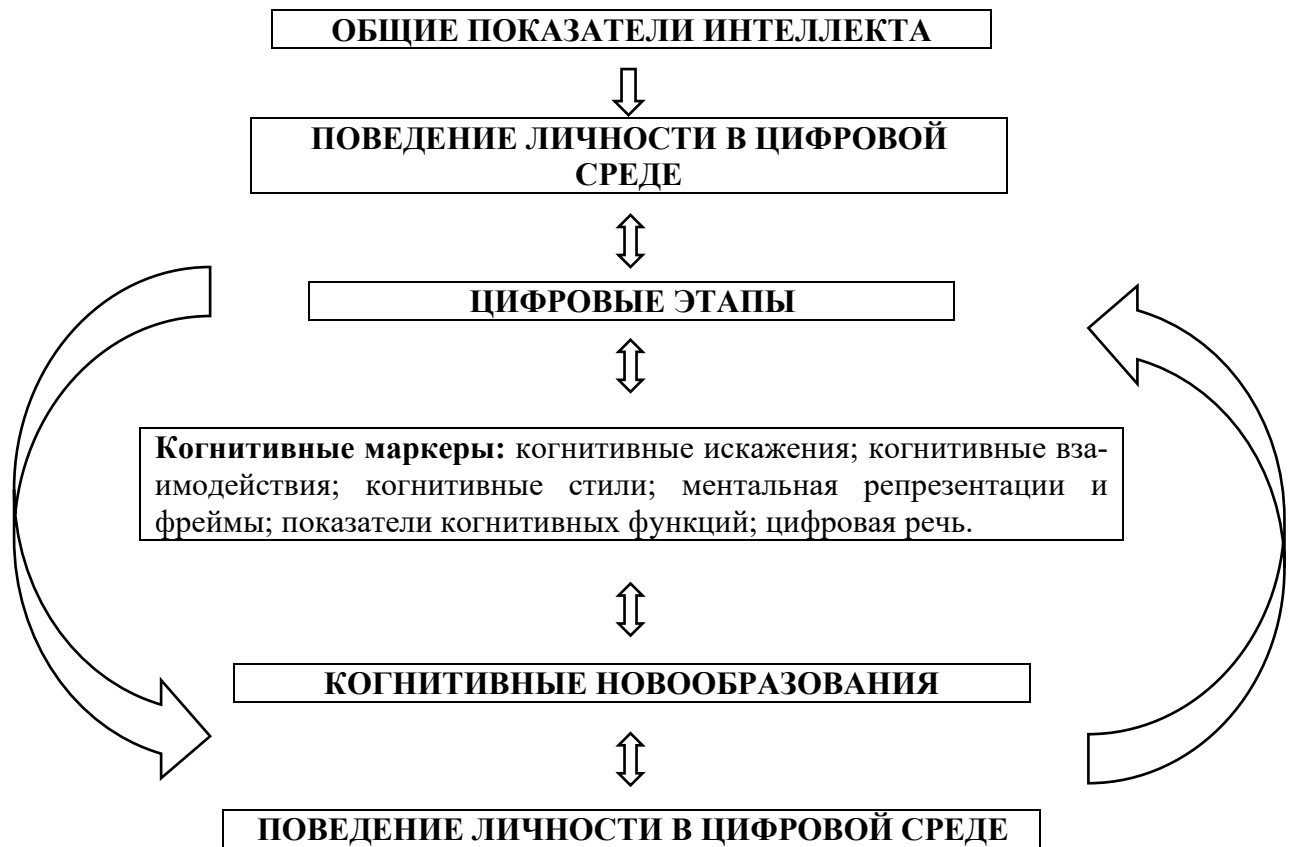 ОБЩИЕ ПОКАЗАТЕЛИ ИНТЕЛЛЕКТА
ПОВЕДЕНИЕ ЛИЧНОСТИ В ЦИФРОВОЙ
СРЕДЕ
ЦИФРОВЫЕ ЭТАПЫ
Когнитивные маркеры: когнитивные искажения; когнитивные вза-
имодействия; когнитивные стили; ментальная репрезентации и
фреймы; показатели когнитивных функций; цифровая речь.
КОГНИТИВНЫЕ НОВООБРАЗОВАНИЯ
ПОВЕДЕНИЕ ЛИЧНОСТИ В ЦИФРОВОЙ СРЕДЕ